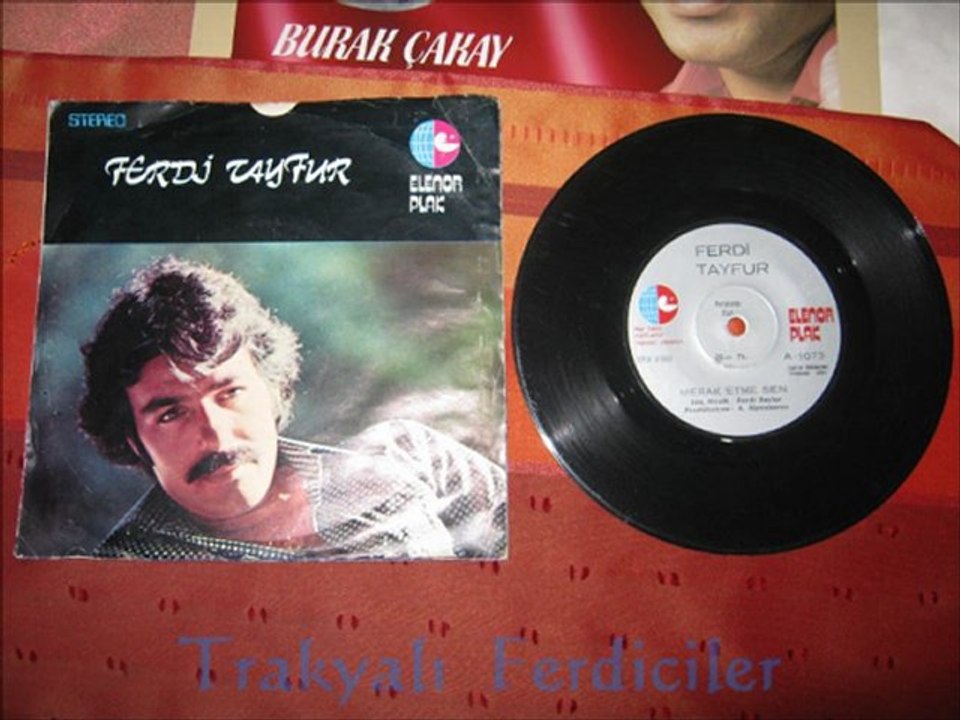 BURAK ÇAKAY
STEREO
FERDİ TAYFUR
ELENOR
PLAK
FERDİ
TAYFUR
ELENOR
PLAK
A-1073
MERAK ETME SEN
Trakyalı Ferdiciler